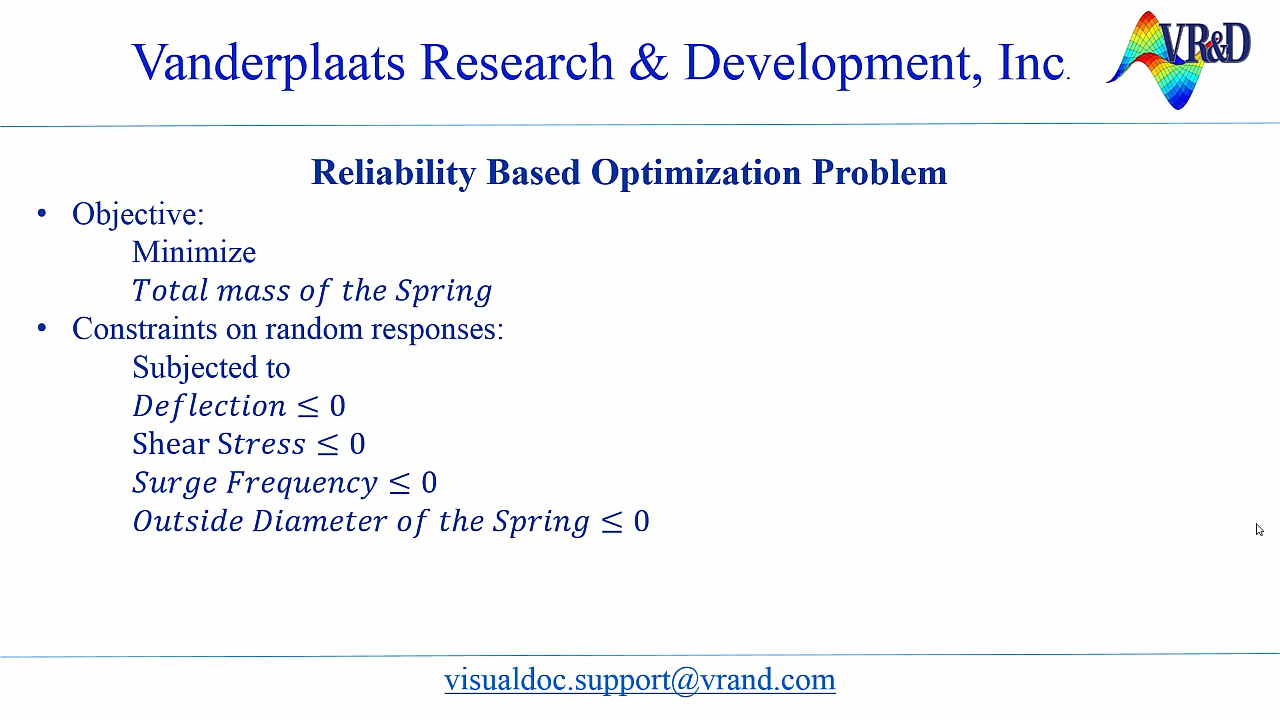 Vanderplaats Research & Development, Inc.
VR&D
Reliability Based Optimization Problem
• Objective:
Minimize
Total mass of the Spring
• Constraints on random responses:
Subjected to
Deflection ≤ 0
Shear Stress ≤ 0
Surge Frequency ≤ 0
Outside Diameter of the Spring ≤ 0
visualdoc.support@vrand.com